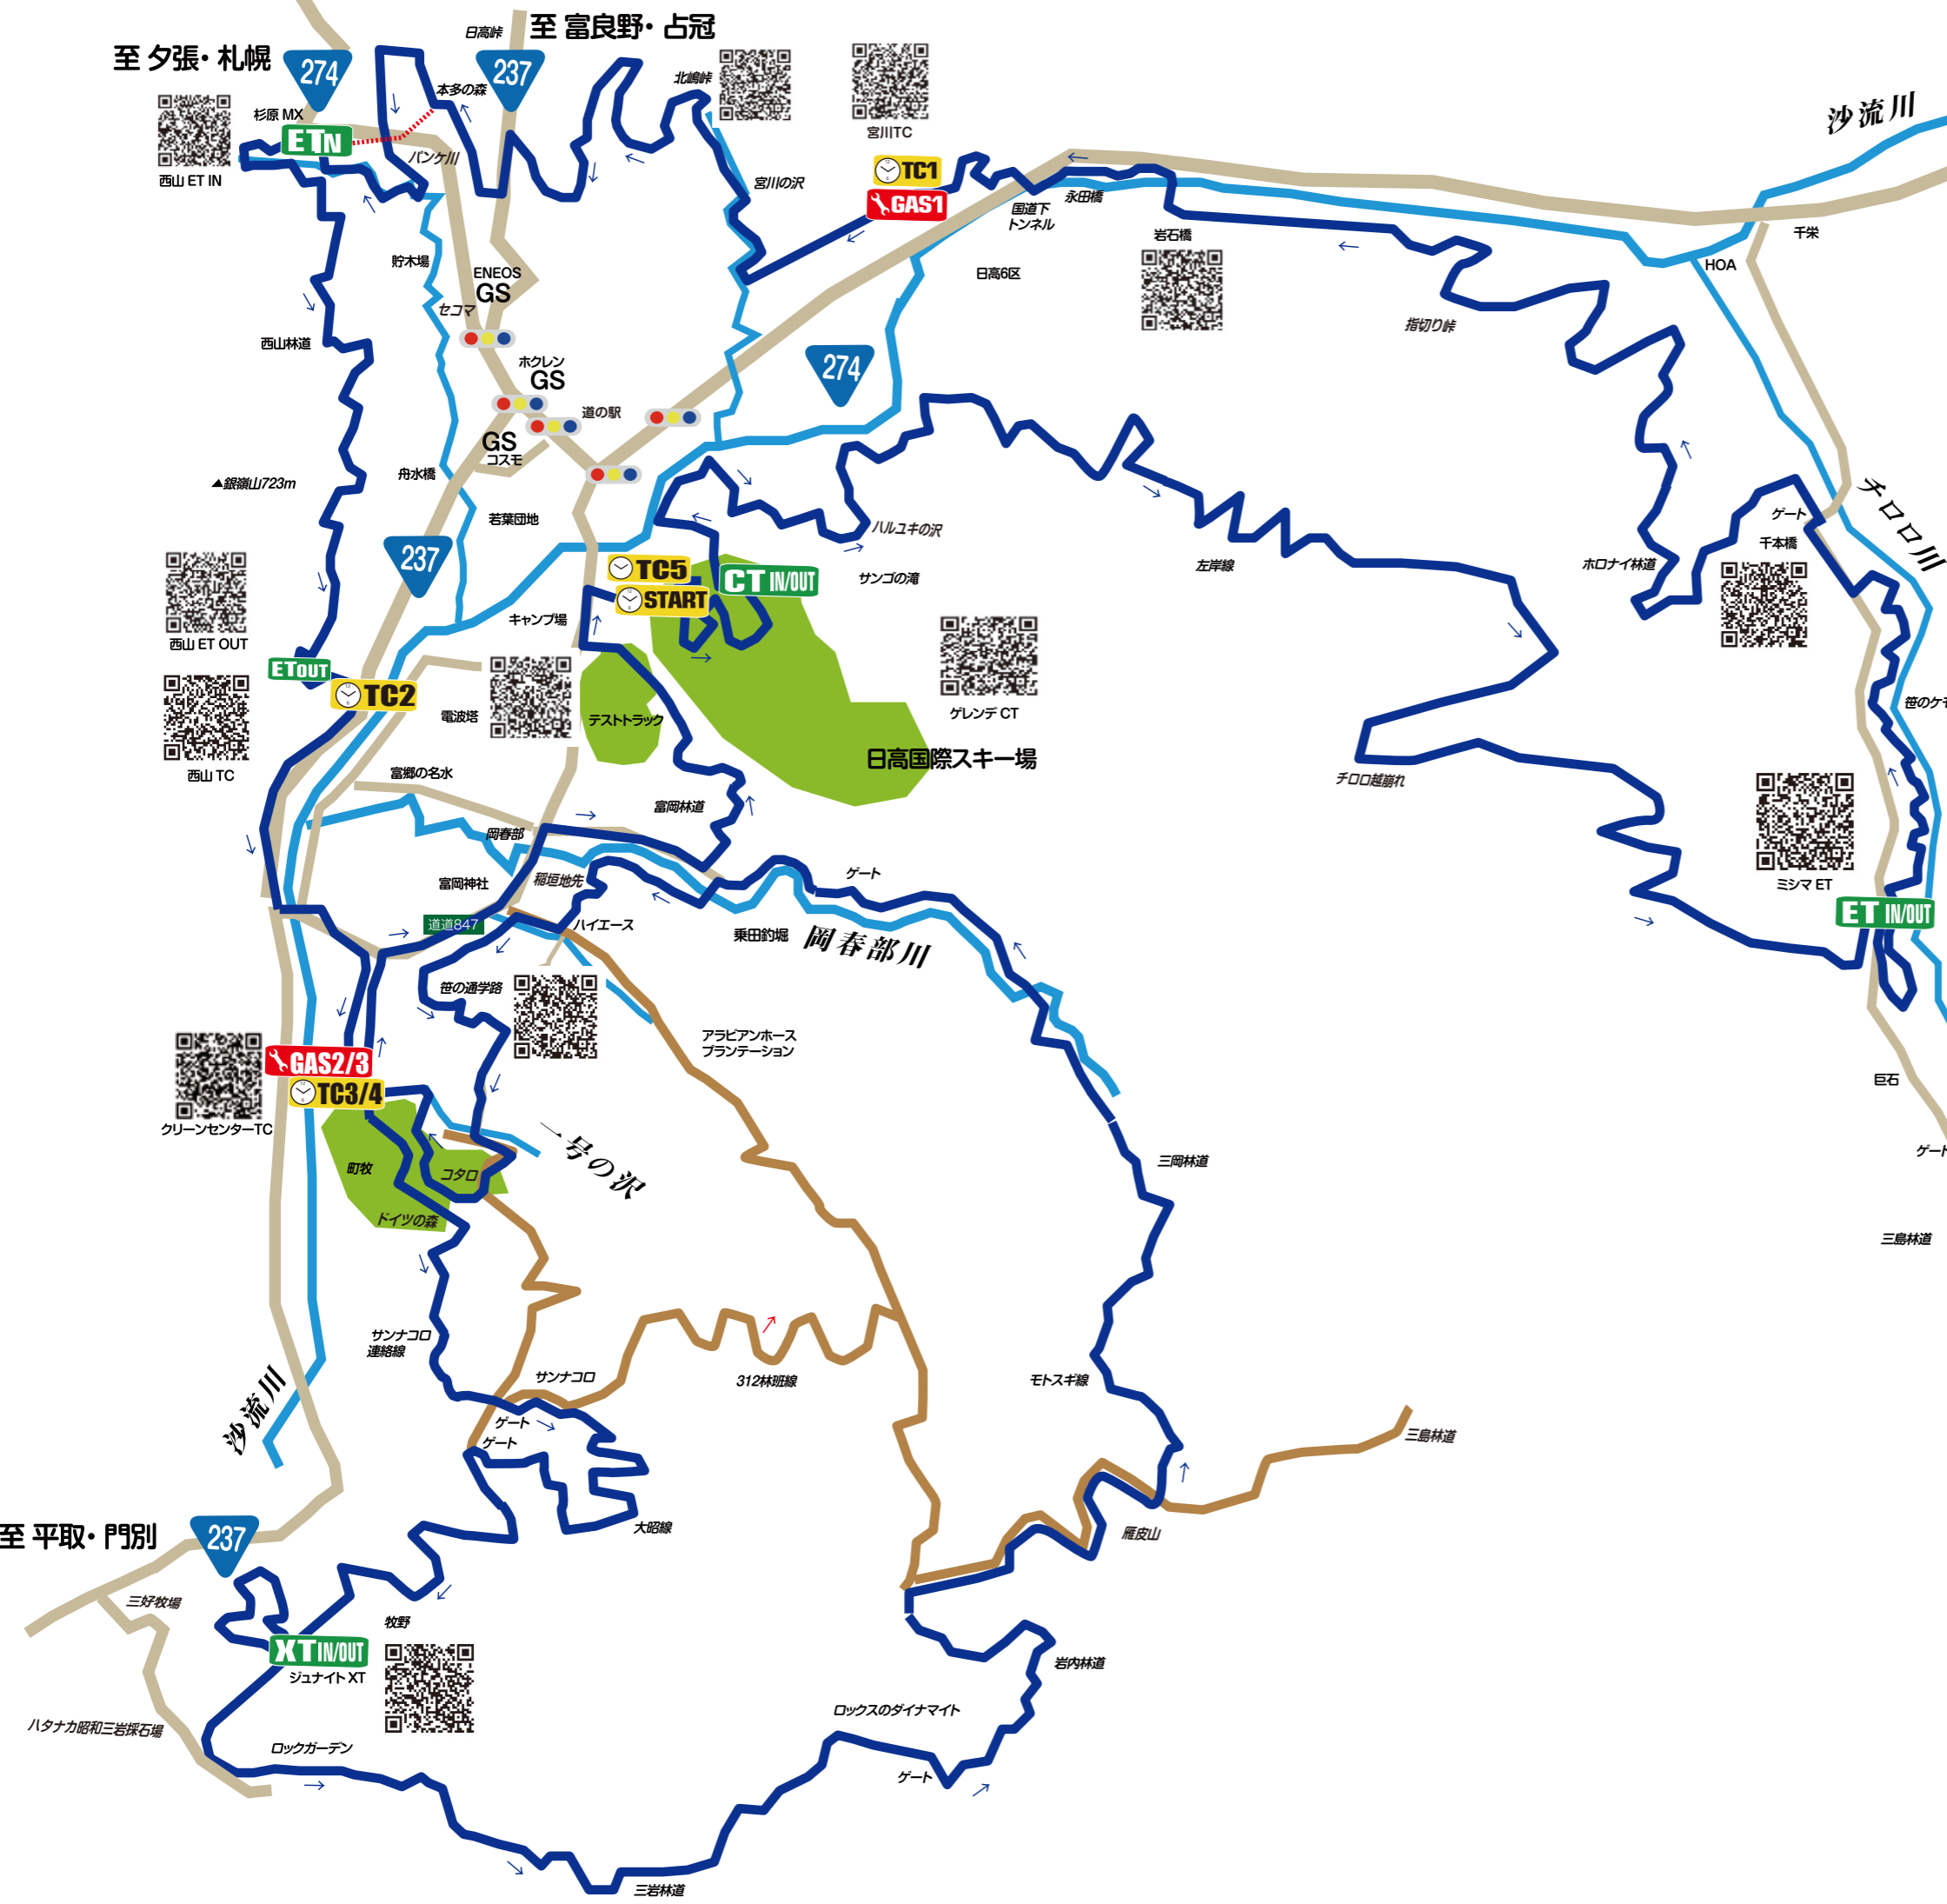 至 富良野・占冠
日高峠
至 夕張・札幌
274
237
本多の森
北嶋峠
沙流川
杉原 MX
ET IN
宮川TC
パンケ川
TC1
西山 ET IN
宮川の沢
GAS1
永田橋
国道下
トンネル
岩石橋
千栄
貯木場
ENEOS
GS
日高6区
HOA
セコマ
指切り峠
西山林道
ホクレン
GS
274
道の駅
GS
コスモ
舟水橋
▲銀嶺山723m
チロロ川
若葉団地
ハルユキの沢
ゲート
千本橋
237
TC5
CT IN/OUT
サンゴの滝
左岸線
ホロナイ林道
START
キャンプ場
西山 ET OUT
ET OUT
TC2
電波塔
テストトラック
ゲレンデ CT
日高国際スキー場
西山 TC
富郷の名水
チロロ越崩れ
富岡林道
岡春部
富岡神社
稲垣地先
ゲート
ミシマ ET
ET IN/OUT
道道847
ハイエース
乗田釣堀
岡春部川
笹の通学路
アラビアンホース
プランテーション
GAS2/3
TC3/4
巨石
クリーンセンターTC
一号の沢
町牧
コタロ
三岡林道
ゲート
ドイツの森
三島林道
サンナコロ
連絡線
サンナコロ
312林班線
モトスギ線
沙流川
ゲート
ゲート
三島林道
大昭線
雁皮山
至 平取・門別
237
三好牧場
牧野
XT IN/OUT
ジュナイト XT
岩内林道
ロックスのダイナマイト
ハタナカ昭和三岩採石場
ロックガーデン
ゲート
三岩林道